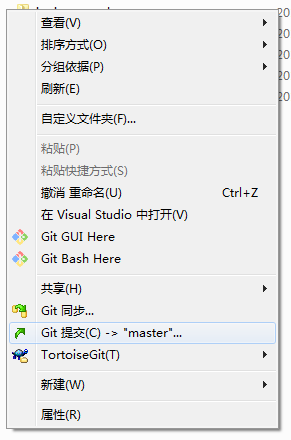 查看(V)
排序方式(O)
分组依据(P)
刷新(E)
自定义文件夹(F)...
粘贴(P)
粘贴快捷方式(S)
撤消 重命名(U) Ctrl+Z
在 Visual Studio 中打开(V)
Git GUI Here
Git Bash Here
共享(H)
Git 同步...
Git 提交(C) -> "master"...
TortoiseGit(T)
新建(W)
属性(R)